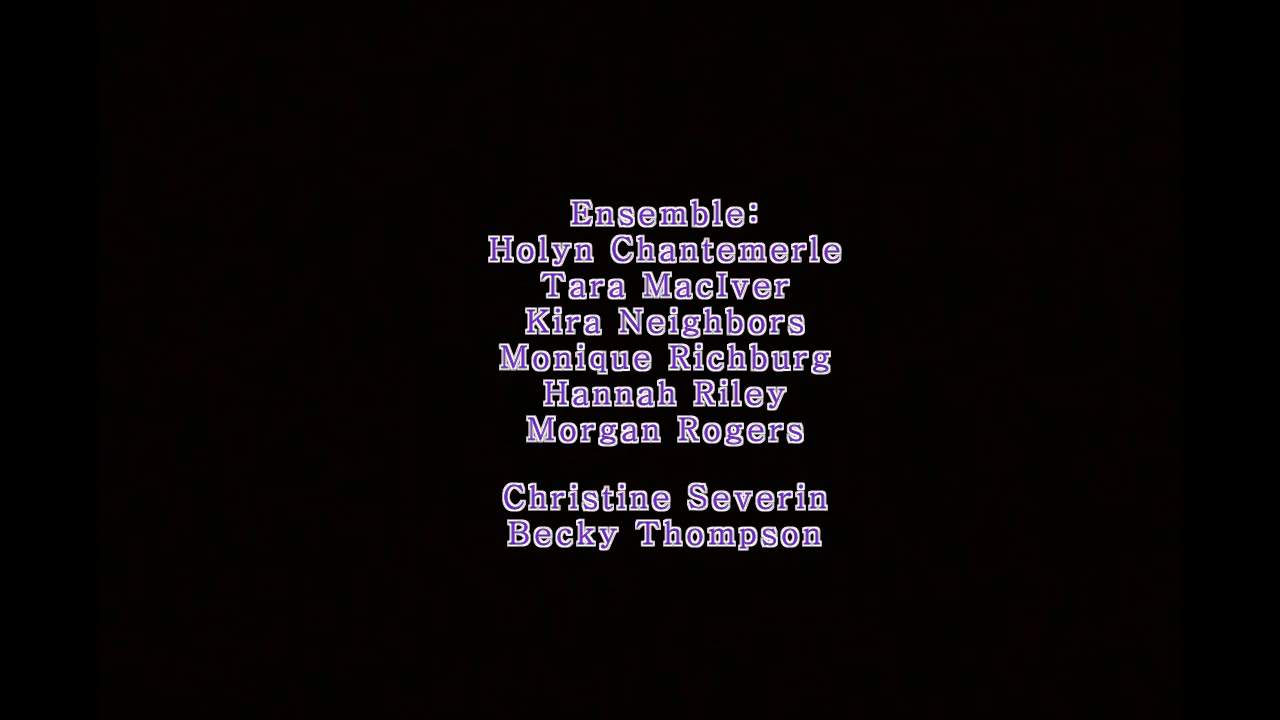 Ensemble:
Holyn Chantemerle
Tara MacIver
Kira Neighbors
Monique Richburg
Hannah Riley
Morgan Rogers
Christine Severin
Becky Thompson